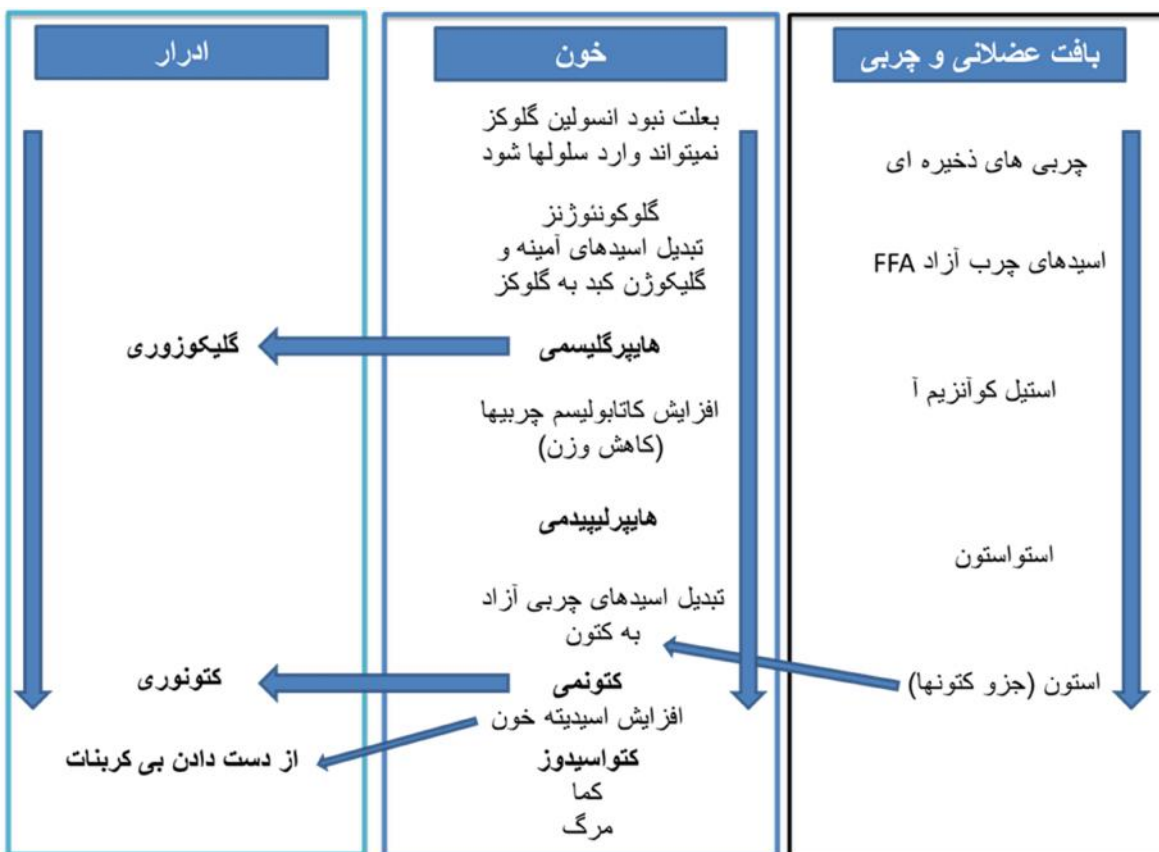 بافت عضلانی و چربی
چربی های ذخیره ای
اسیدهای چرب آزاد FFA
استیل کوآنزیم آ
استواستون
استون (جزو کتونها)
خون
بعلت نبود انسولین گلوکز
نمیتواند وارد سلولها شود
گلوکونئوژنز
تبدیل اسیدهای آمینه و
گلیکوژن کبد به گلوکز
هایپرگلیسمی
افزایش کاتابولیسم چربیها
(کاهش وزن)
هایپرلیپیدمی
تبدیل اسیدهای چربی آزاد
به کتون
کتونمی
افزایش اسیدیته خون
کتواسیدوز
کما
مرگ
ادرار
گلیکوزوری
کتونوری
از دست دادن بی کربنات